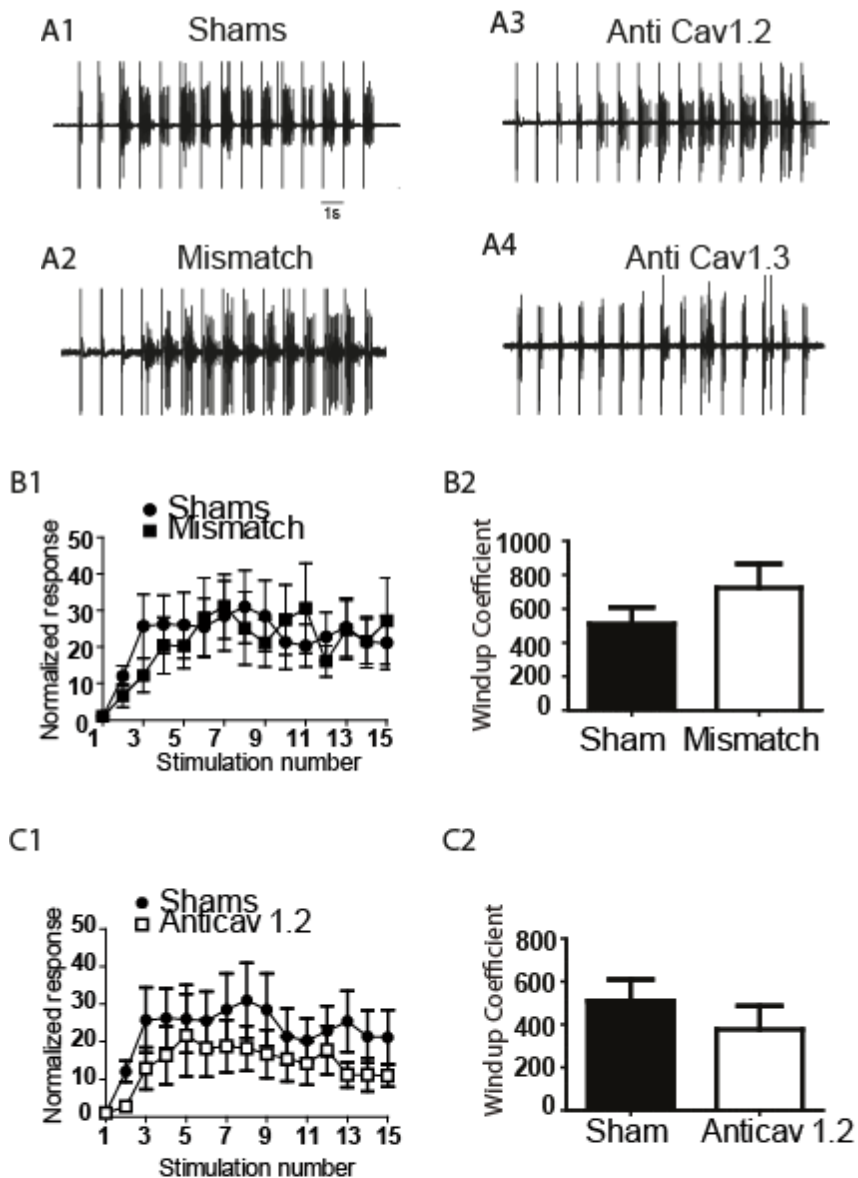 A1 Shams
1s
A2 Mismatch
A3 Anti Cav1.2
A4 Anti Cav1.3
B1
Shams
Mismatch
Normalized response
50
40
30
20
10
0
1 3 5 7 9 11 13 15
Stimulation number
B2
Windup Coefficient
1000
800
600
400
200
0
Sham Mismatch
C1
Shams
Anticav 1.2
Normalized response
50
40
30
20
10
0
1 3 5 7 9 11 13 15
Stimulation number
C2
Windup Coefficient
800
600
400
200
0
Sham Anticav 1.2